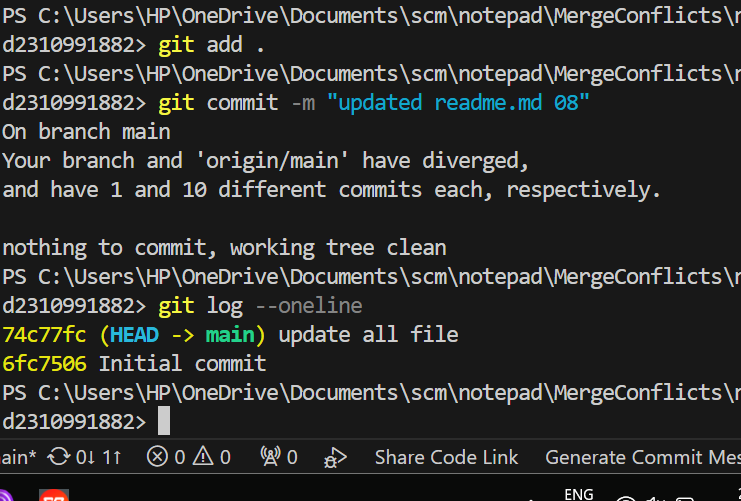 PS C:\Users\HP\OneDrive\Documents\scm\notepad\MergeConflicts\n
d2310991882> git add .
PS C:\Users\HP\OneDrive\Documents\scm\notepad\MergeConflicts\n
d2310991882> git commit -m "updated readme.md 08"
On branch main
Your branch and 'origin/main' have diverged,
and have 1 and 10 different commits each, respectively.
nothing to commit, working tree clean
PS C:\Users\HP\OneDrive\Documents\scm\notepad\MergeConflicts\n
d2310991882> git log --oneline
74c77fc (HEAD -> main) update all file
6fc7506 Initial commit
PS C:\Users\HP\OneDrive\Documents\scm\notepad\MergeConflicts\n
d2310991882>
ain* 0↓ 1↑ 0 0 0 Share Code Link Generate Commit Mes
ENG